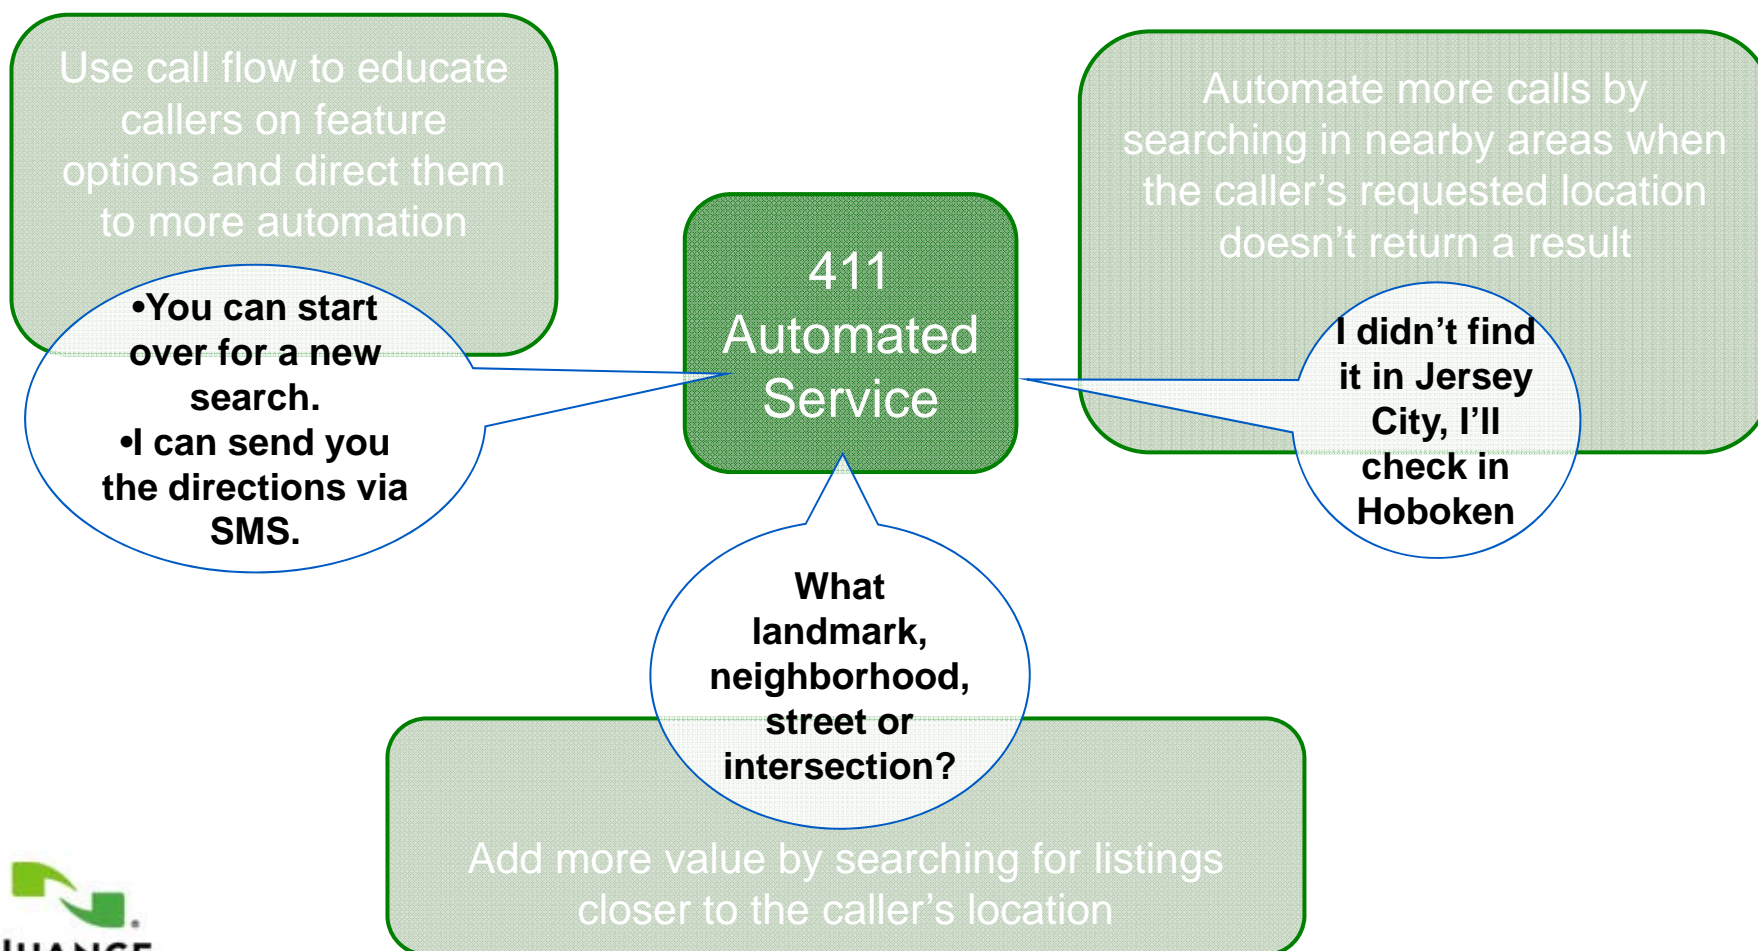 Use call flow to educate
callers on feature
options and direct them
to more automation
•You can start
over for a new
search.
•I can send you
the directions via
SMS.
411
Automated
Service
Automate more calls by
searching in nearby areas when
the caller's requested location
doesn't return a result
I didn't find
it in Jersey
City, I'll
check in
Hoboken
What
landmark,
neighborhood,
street or
intersection?
Add more value by searching for listings
closer to the caller's location
NUANCE